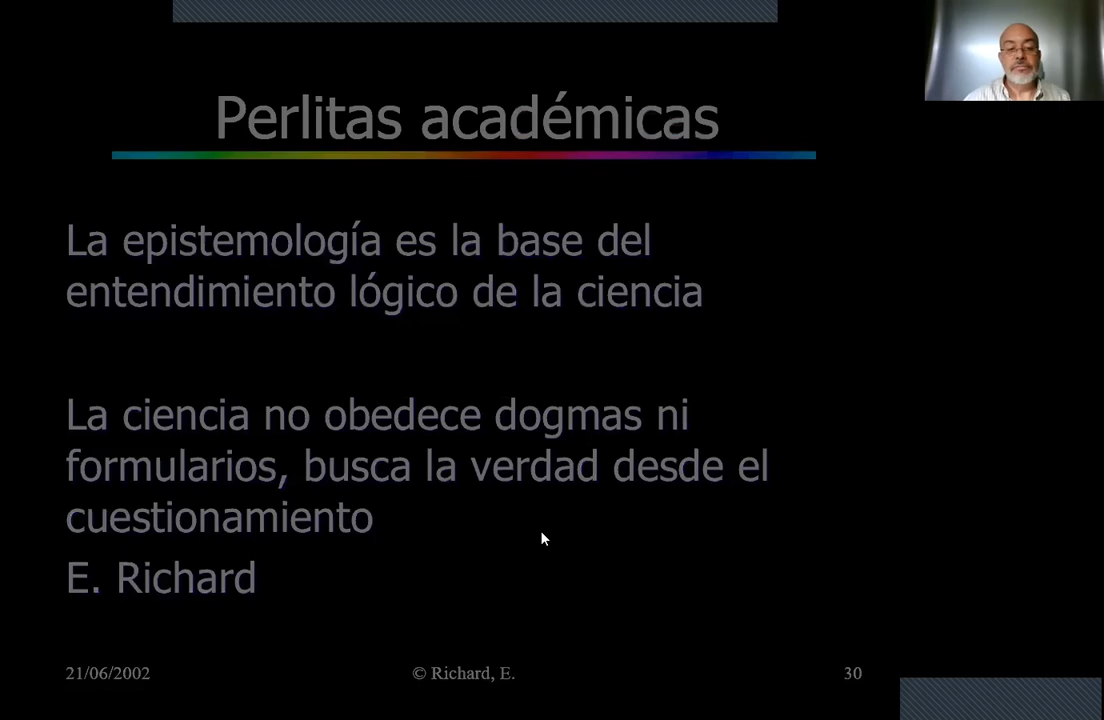 Perlitas académicas
La epistemología es la base del
entendimiento lógico de la ciencia
La ciencia no obedece dogmas ni
formularios, busca la verdad desde el
cuestionamiento
E. Richard
21/06/2002
© Richard, E.
30